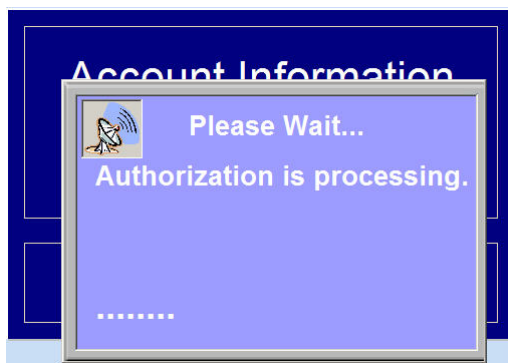 Account Information
Please Wait...
Authorization is processing.
........